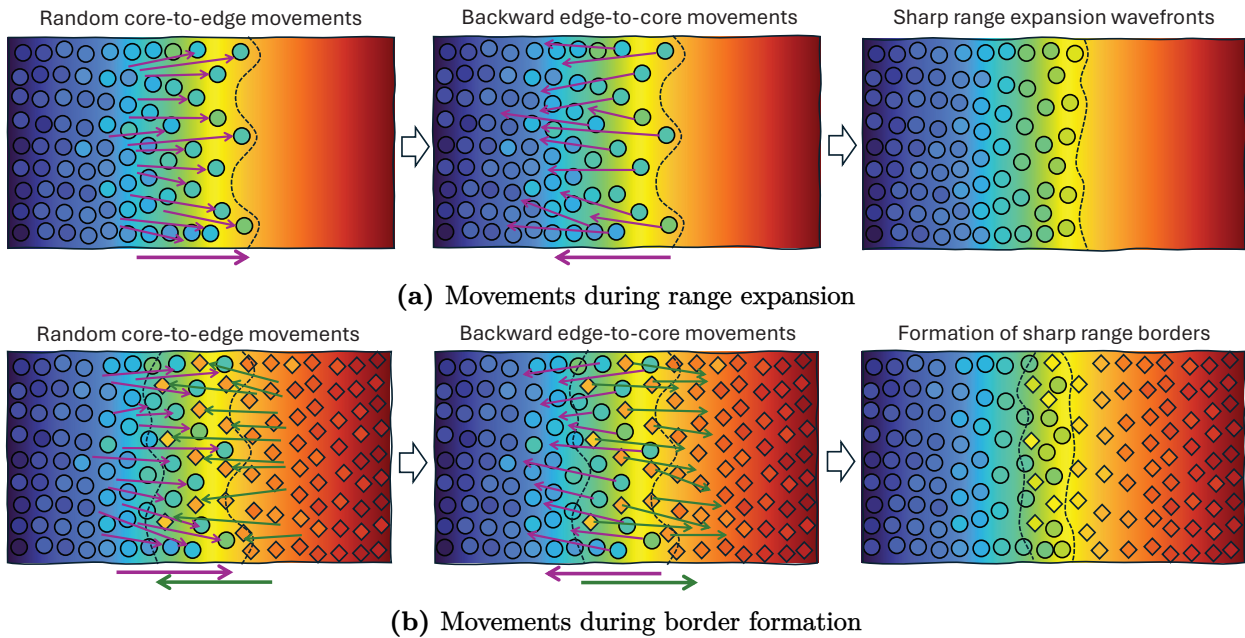 Random core-to-edge movements
Backward edge-to-core movements
Sharp range expansion wavefronts
(a) Movements during range expansion
Random core-to-edge movements
Backward edge-to-core movements
Formation of sharp range borders
(b) Movements during border formation